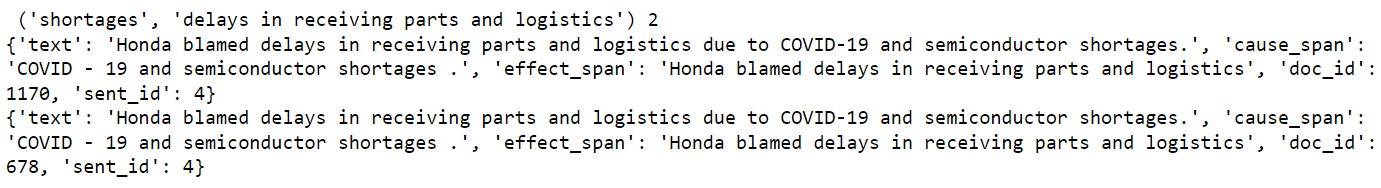 ('shortages', 'delays in receiving parts and logistics') 2
{'text': 'Honda blamed delays in receiving parts and logistics due to COVID-19 and semiconductor shortages.', 'cause_span':
'COVID - 19 and semiconductor shortages .', 'effect_span': 'Honda blamed delays in receiving parts and logistics', 'doc_id':
1170, 'sent_id': 4}
{'text': 'Honda blamed delays in receiving parts and logistics due to COVID-19 and semiconductor shortages.', 'cause_span':
'COVID - 19 and semiconductor shortages .', 'effect_span': 'Honda blamed delays in receiving parts and logistics', 'doc_id':
678, 'sent_id': 4}